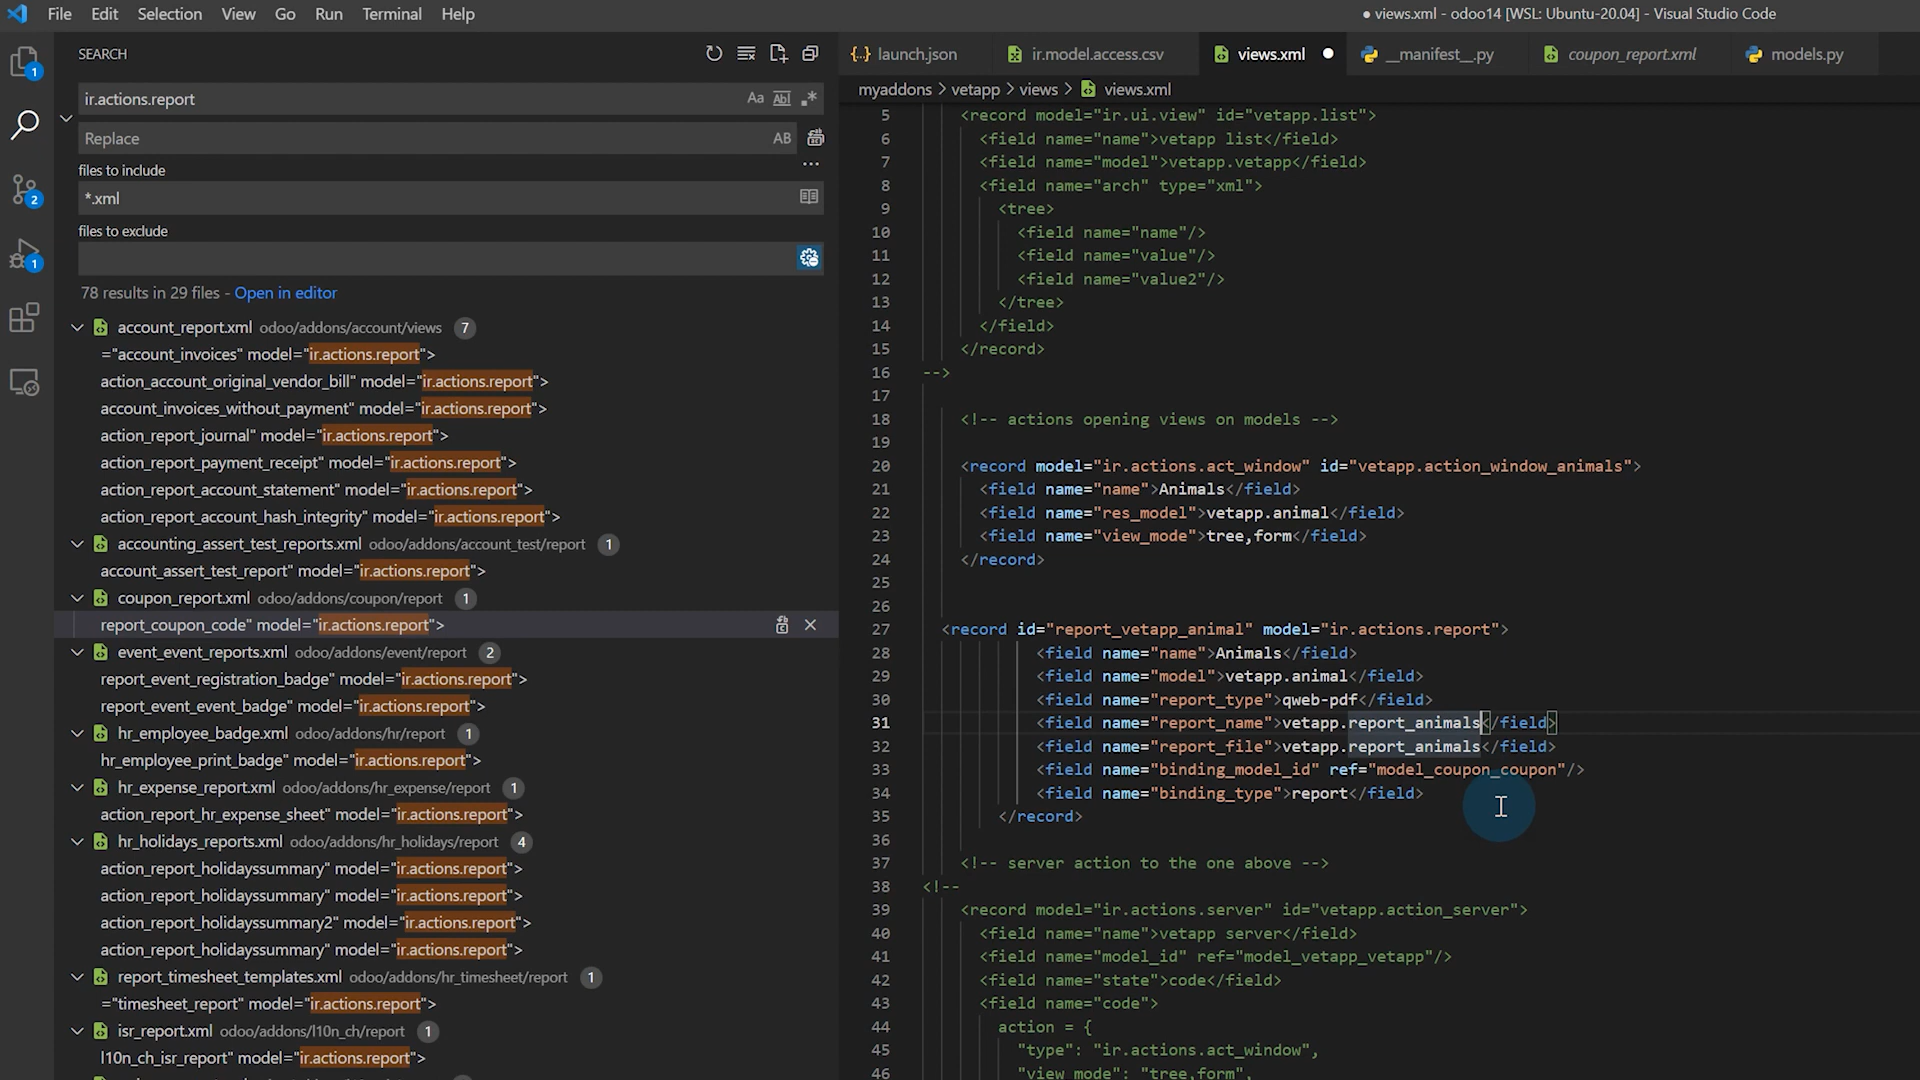 File Edit Selection View Go Run Terminal Help
● views.xml - odoo14 [WSL: Ubuntu-20.04] - Visual Studio Code
SEARCH
ir.actions.report
Aa Abl .*
Replace
AB
...
files to include
*.xml
files to exclude
78 results in 29 files - Open in editor
account_report.xml odoo/addons/account/views 7
="account_invoices" model="ir.actions.report">
action_account_original_vendor_bill" model="ir.actions.report">
account_invoices_without_payment" model="ir.actions.report">
action_report_journal" model="ir.actions.report">
action_report_payment_receipt" model="ir.actions.report">
action_report_account_statement" model="ir.actions.report">
action_report_account_hash_integrity" model="ir.actions.report">
accounting_assert_test_reports.xml odoo/addons/account_test/report 1
account_assert_test_report" model="ir.actions.report">
coupon_report.xml odoo/addons/coupon/report 1
report_coupon_code" model="ir.actions.report">
event_event_reports.xml odoo/addons/event/report 2
report_event_registration_badge" model="ir.actions.report">
report_event_event_badge" model="ir.actions.report">
hr_employee_badge.xml odoo/addons/hr/report 1
hr_employee_print_badge" model="ir.actions.report">
hr_expense_report.xml odoo/addons/hr_expense/report 1
action_report_hr_expense_sheet" model="ir.actions.report">
hr_holidays_reports.xml odoo/addons/hr_holidays/report 4
action_report_holidayssummary" model="ir.actions.report">
action_report_holidayssummary" model="ir.actions.report">
action_report_holidayssummary2" model="ir.actions.report">
action_report_holidayssummary" model="ir.actions.report">
report_timesheet_templates.xml odoo/addons/hr_timesheet/report 1
="timesheet_report" model="ir.actions.report">
isr_report.xml odoo/addons/l10n_ch/report 1
l10n_ch_isr_report" model="ir.actions.report">
1
2
1
launch.json ir.model.access.csv views.xml ● __manifest__.py coupon_report.xml models.py
myaddons > vetapp > views > views.xml
5 <record model="ir.ui.view" id="vetapp.list">
6 <field name="name">vetapp list</field>
7 <field name="model">vetapp.vetapp</field>
8 <field name="arch" type="xml">
9 <tree>
10 <field name="name"/>
11 <field name="value"/>
12 <field name="value2"/>
13 </tree>
14 </field>
15 </record>
16 -->
17
18 <!-- actions opening views on models -->
19
20 <record model="ir.actions.act_window" id="vetapp.action_window_animals">
21 <field name="name">Animals</field>
22 <field name="res_model">vetapp.animal</field>
23 <field name="view_mode">tree,form</field>
24 </record>
25
26
27 <record id="report_vetapp_animal" model="ir.actions.report">
28 <field name="name">Animals</field>
29 <field name="model">vetapp.animal</field>
30 <field name="report_type">qweb-pdf</field>
31 <field name="report_name">vetapp.report_animals</field>
32 <field name="report_file">vetapp.report_animals</field>
33 <field name="binding_model_id" ref="model_coupon_coupon"/>
34 <field name="binding_type">report</field>
35 </record>
36
37 <!-- server action to the one above -->
38 <!--
39 <record model="ir.actions.server" id="vetapp.action_server">
40 <field name="name">vetapp server</field>
41 <field name="model_id" ref="model_vetapp_vetapp"/>
42 <field name="state">code</field>
43 <field name="code">
44 action = {
45 "type": "ir.actions.act_window",
46 "view_mode": "tree,form",